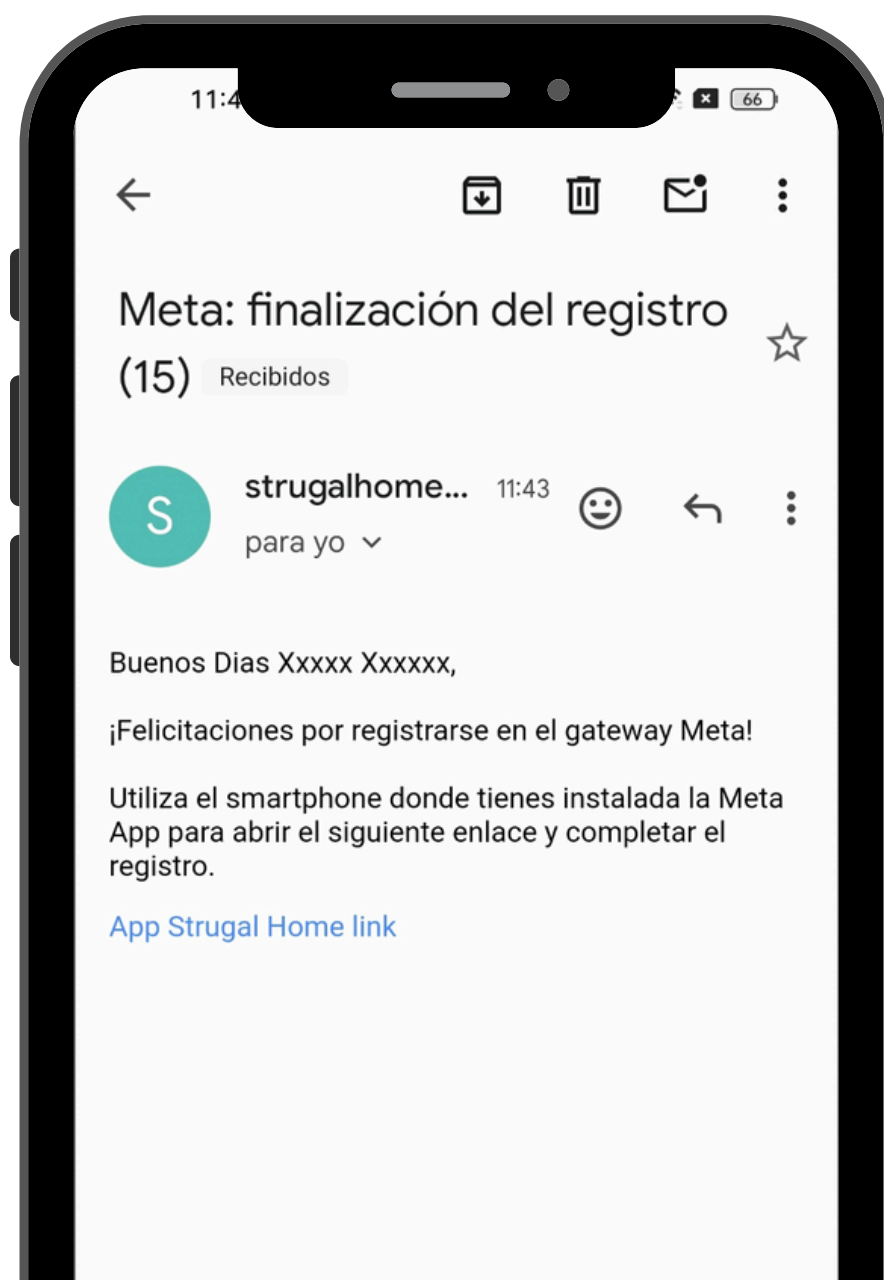 11:4
66
Meta: finalización del registro
(15) Recibidos
S
strugalhome... 11:43
para yo
Buenos Dias Xxxxx Xxxxxx,
¡Felicitaciones por registrarse en el gateway Meta!
Utiliza el smartphone donde tienes instalada la Meta
App para abrir el siguiente enlace y completar el
registro.
App Strugal Home link